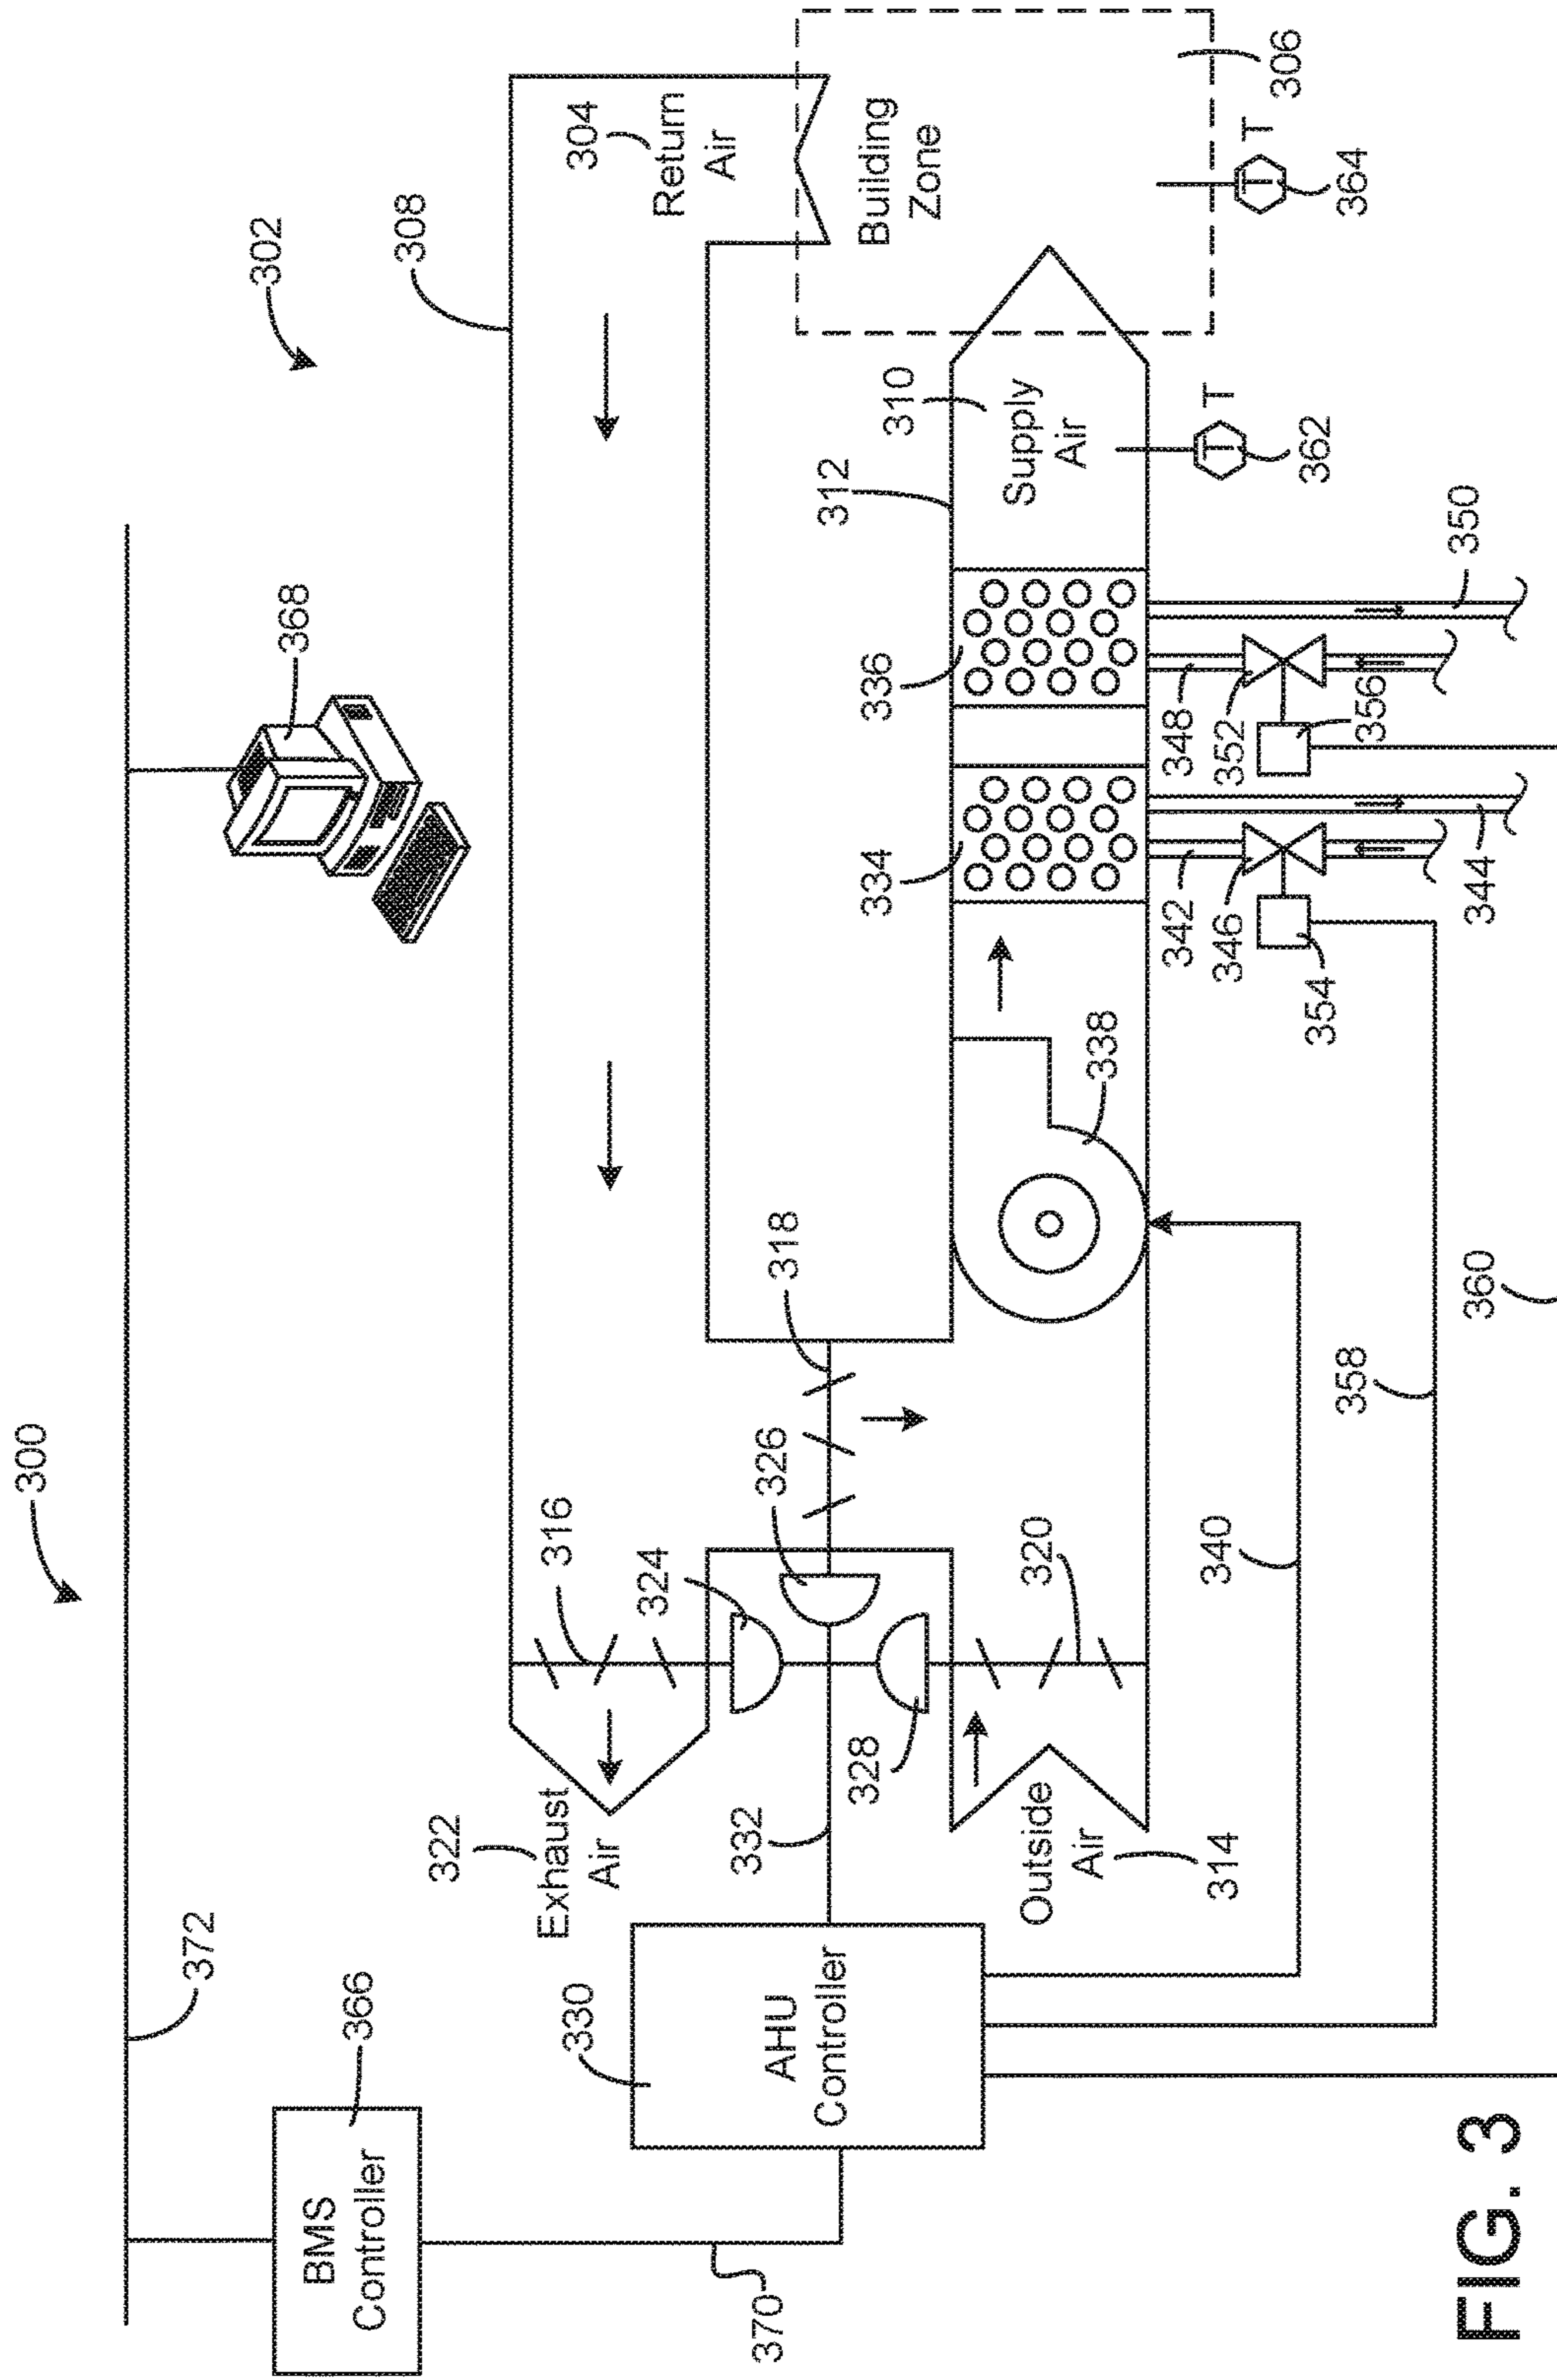 300
372
BMS
Controller
366
370
302
368
308
304
Return
Air
322
Exhaust
Air
316
324
326
318
332
328
330
AHU
Controller
Outside
Air
314
320
338
334
336
312
310
Supply
Air
Building
Zone
306
340
358
360
342
346
354
344
348
352
356
350
T
T
362
T
T
364
FIG. 3